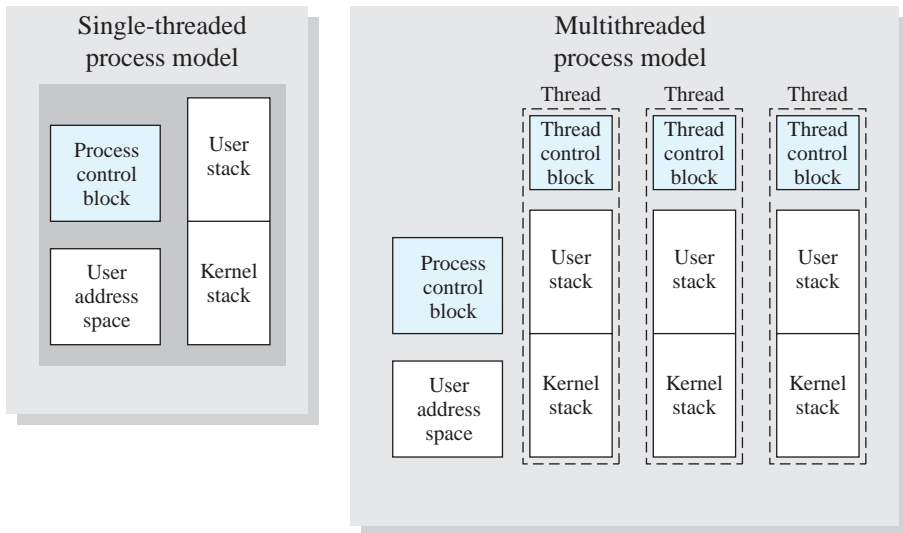 Single-threaded
process model
Process
control
block
User
stack
User
address
space
Kernel
stack
Multithreaded
process model
Thread
Thread
Thread
Thread
control
block
Thread
control
block
Thread
control
block
Process
control
block
User
stack
User
stack
User
stack
User
address
space
Kernel
stack
Kernel
stack
Kernel
stack